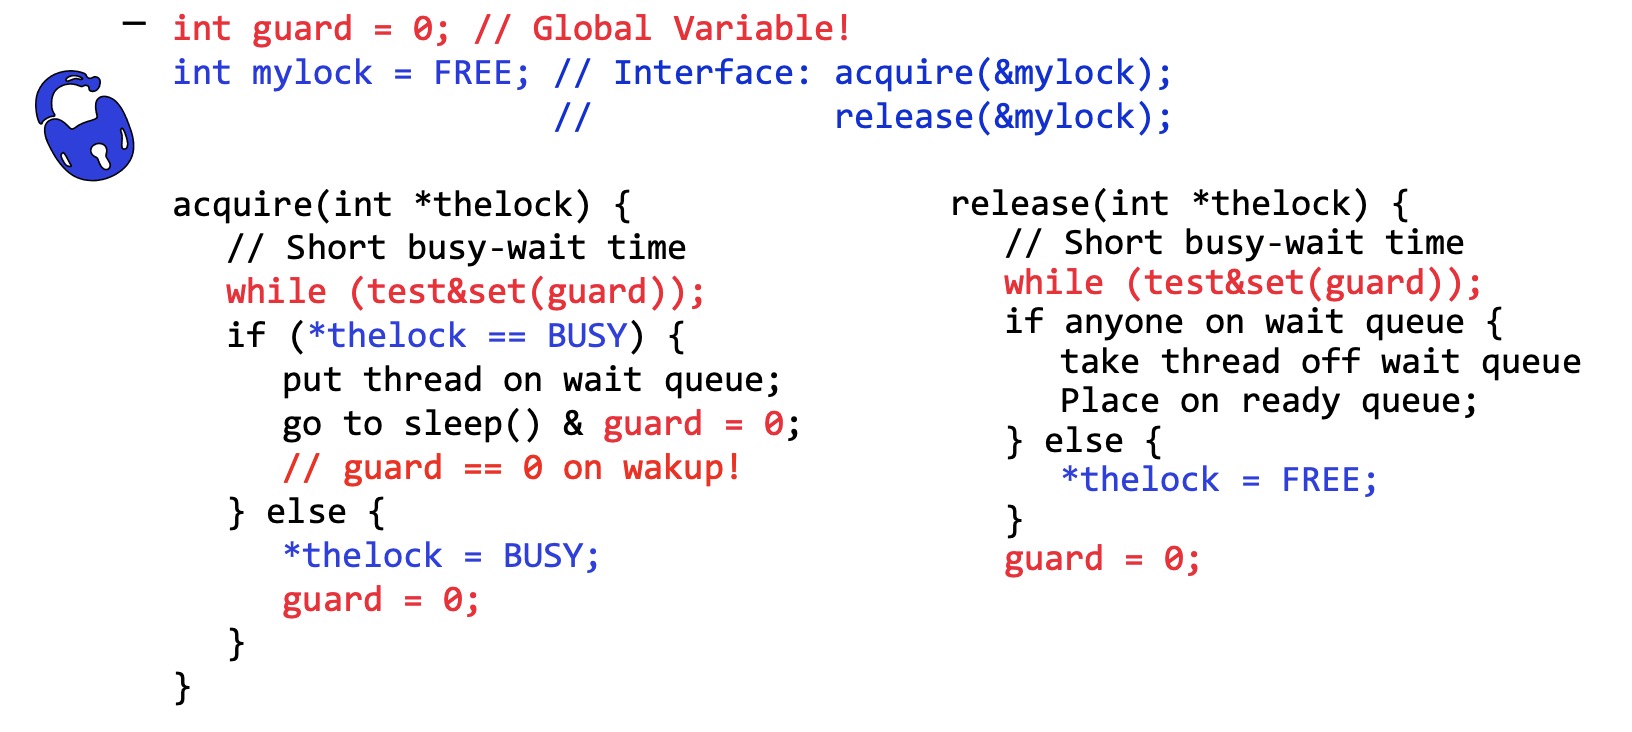 – int guard = 0; // Global Variable!
int mylock = FREE; // Interface: acquire(&mylock);
// release(&mylock);
acquire(int *thelock) {
// Short busy-wait time
while (test&set(guard));
if (*thelock == BUSY) {
put thread on wait queue;
go to sleep() & guard = 0;
// guard == 0 on wakup!
} else {
*thelock = BUSY;
guard = 0;
}
}
release(int *thelock) {
// Short busy-wait time
while (test&set(guard));
if anyone on wait queue {
take thread off wait queue
Place on ready queue;
} else {
*thelock = FREE;
}
guard = 0;